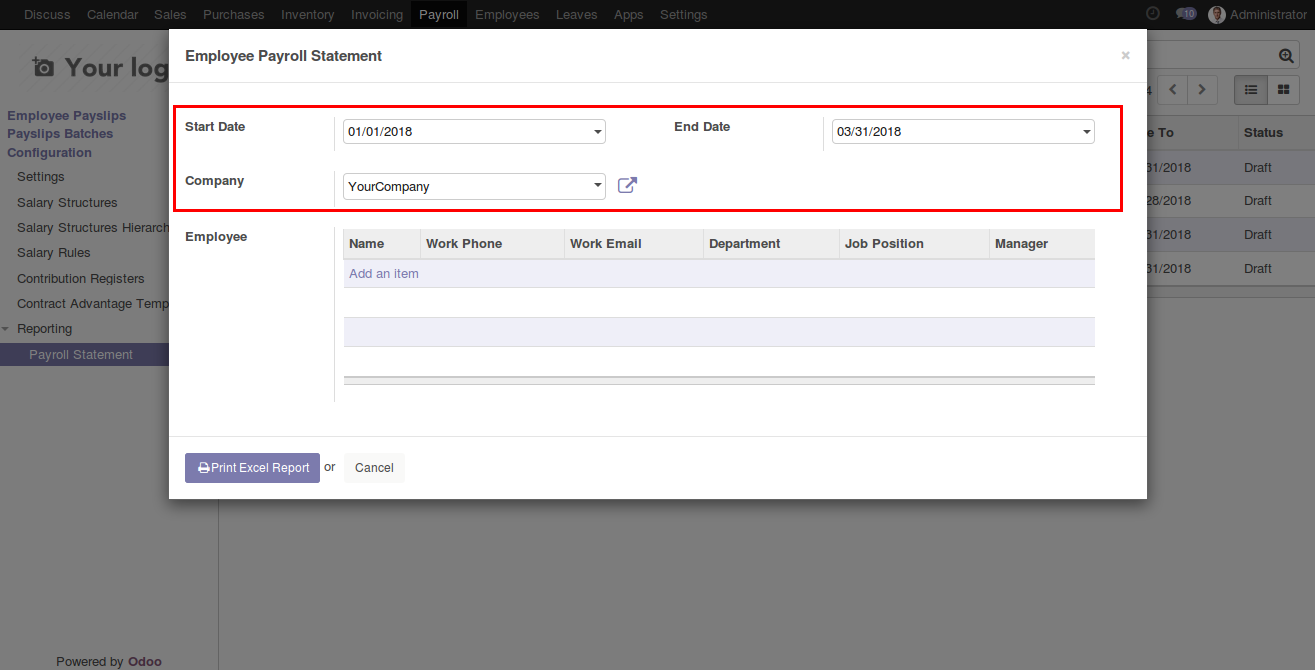 Discuss Calendar Sales Purchases Inventory Invoicing Payroll Employees Leaves Apps Settings 10 Administrator
Your log
Employee Payroll Statement ×
Employee Payslips
Payslips Batches
Configuration
Settings
Salary Structures
Salary Structures Hierarch
Salary Rules
Contribution Registers
Contract Advantage Temp
Reporting
Payroll Statement
Start Date 01/01/2018 End Date 03/31/2018
Company YourCompany
Employee
Name Work Phone Work Email Department Job Position Manager
Add an item
Print Excel Report or Cancel
4
e To Status
31/2018 Draft
28/2018 Draft
31/2018 Draft
31/2018 Draft
Powered by Odoo